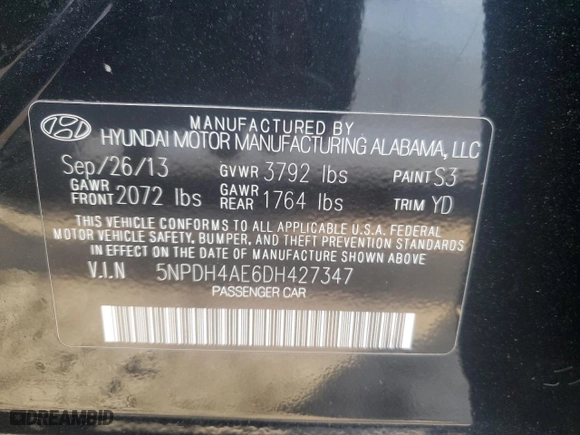 MANUFACTURED BY
HYUNDAI MOTOR MANUFACTURING ALABAMA, LLC
Sep/26/13 GVWR 3792 lbs PAINT S3
GAWR FRONT 2072 lbs GAWR REAR 1764 lbs TRIM YD
THIS VEHICLE CONFORMS TO ALL APPLICABLE U.S.A. FEDERAL
MOTOR VEHICLE SAFETY, BUMPER, AND THEFT PREVENTION STANDARDS
IN EFFECT ON THE DATE OF MANUFACTURE SHOWN ABOVE.
V.I.N 5NPDH4AE6DH427347
PASSENGER CAR
DREAMBID